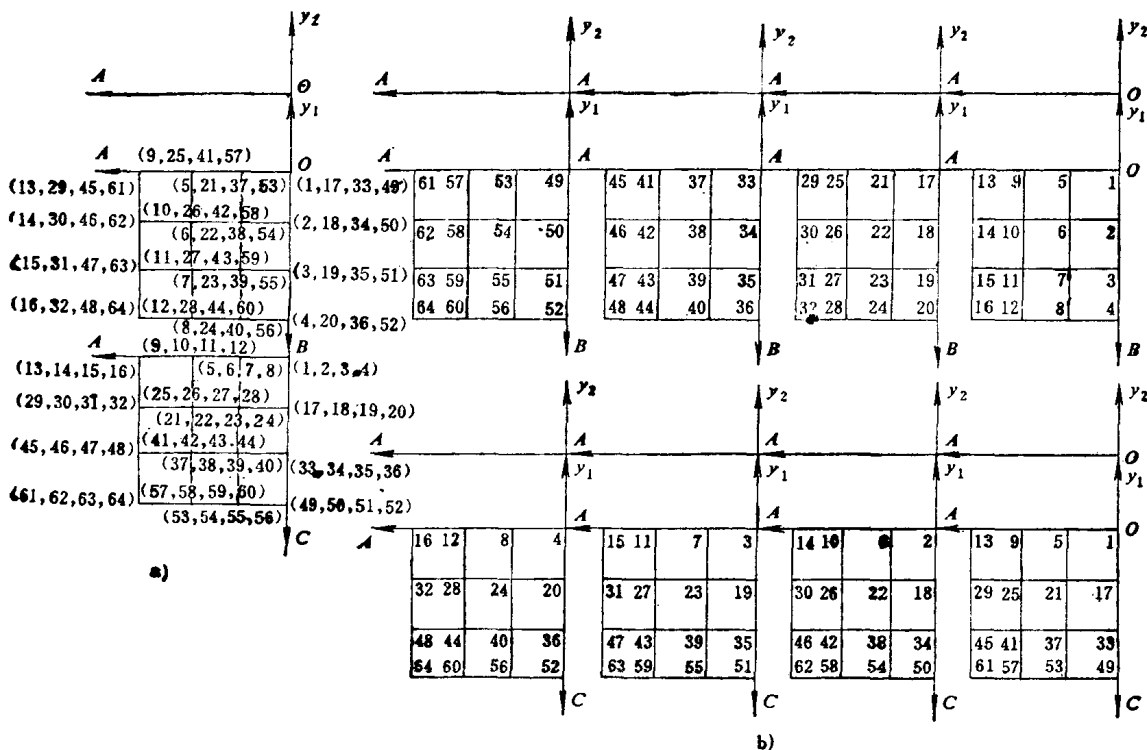 y₂
A
O
y₁
A
(9,25,41,57)
O
(13,29,45,61)
(5,21,37,53)
(1,17,33,49)
(10,26,42,58)
(14,30,46,62)
(2,18,34,50)
(6,22,38,54)
(11,27,43,59)
(15,31,47,63)
(3,19,35,51)
(7,23,39,55)
(16,32,48,64)
(12,28,44,60)
(4,20,36,52)
(8,24,40,56)
B
(9,10,11,12)
(13,14,15,16)
(5,6,7,8)
(1,2,3,4)
(29,30,31,32)
(25,26,27,28)
(17,18,19,20)
(21,22,23,24)
(45,46,47,48)
(41,42,43,44)
(37,38,39,40)
(33,34,35,36)
(61,62,63,64)
(57,58,59,60)
(49,50,51,52)
(53,54,55,56)
C
a)
y₂ y₂ y₂ y₂
A A A A O
y₁ y₁ y₁ y₁
A A A A O
61 57 53 49 45 41 37 33 29 25 21 17 13 9 5 1
62 58 54 50 46 42 38 34 30 26 22 18 14 10 6 2
63 59 55 51 47 43 39 35 31 27 23 19 15 11 7 3
64 60 56 52 48 44 40 36 32 28 24 20 16 12 8 4
B B B B
y₂ y₂ y₂ y₂
A A A A O
y₁ y₁ y₁ y₁
A A A A O
16 12 8 4 15 11 7 3 14 10 6 2 13 9 5 1
32 28 24 20 31 27 23 19 30 26 22 18 29 25 21 17
48 44 40 36 47 43 39 35 46 42 38 34 45 41 37 33
64 60 56 52 63 59 55 51 62 58 54 50 61 57 53 49
C C C C
b)